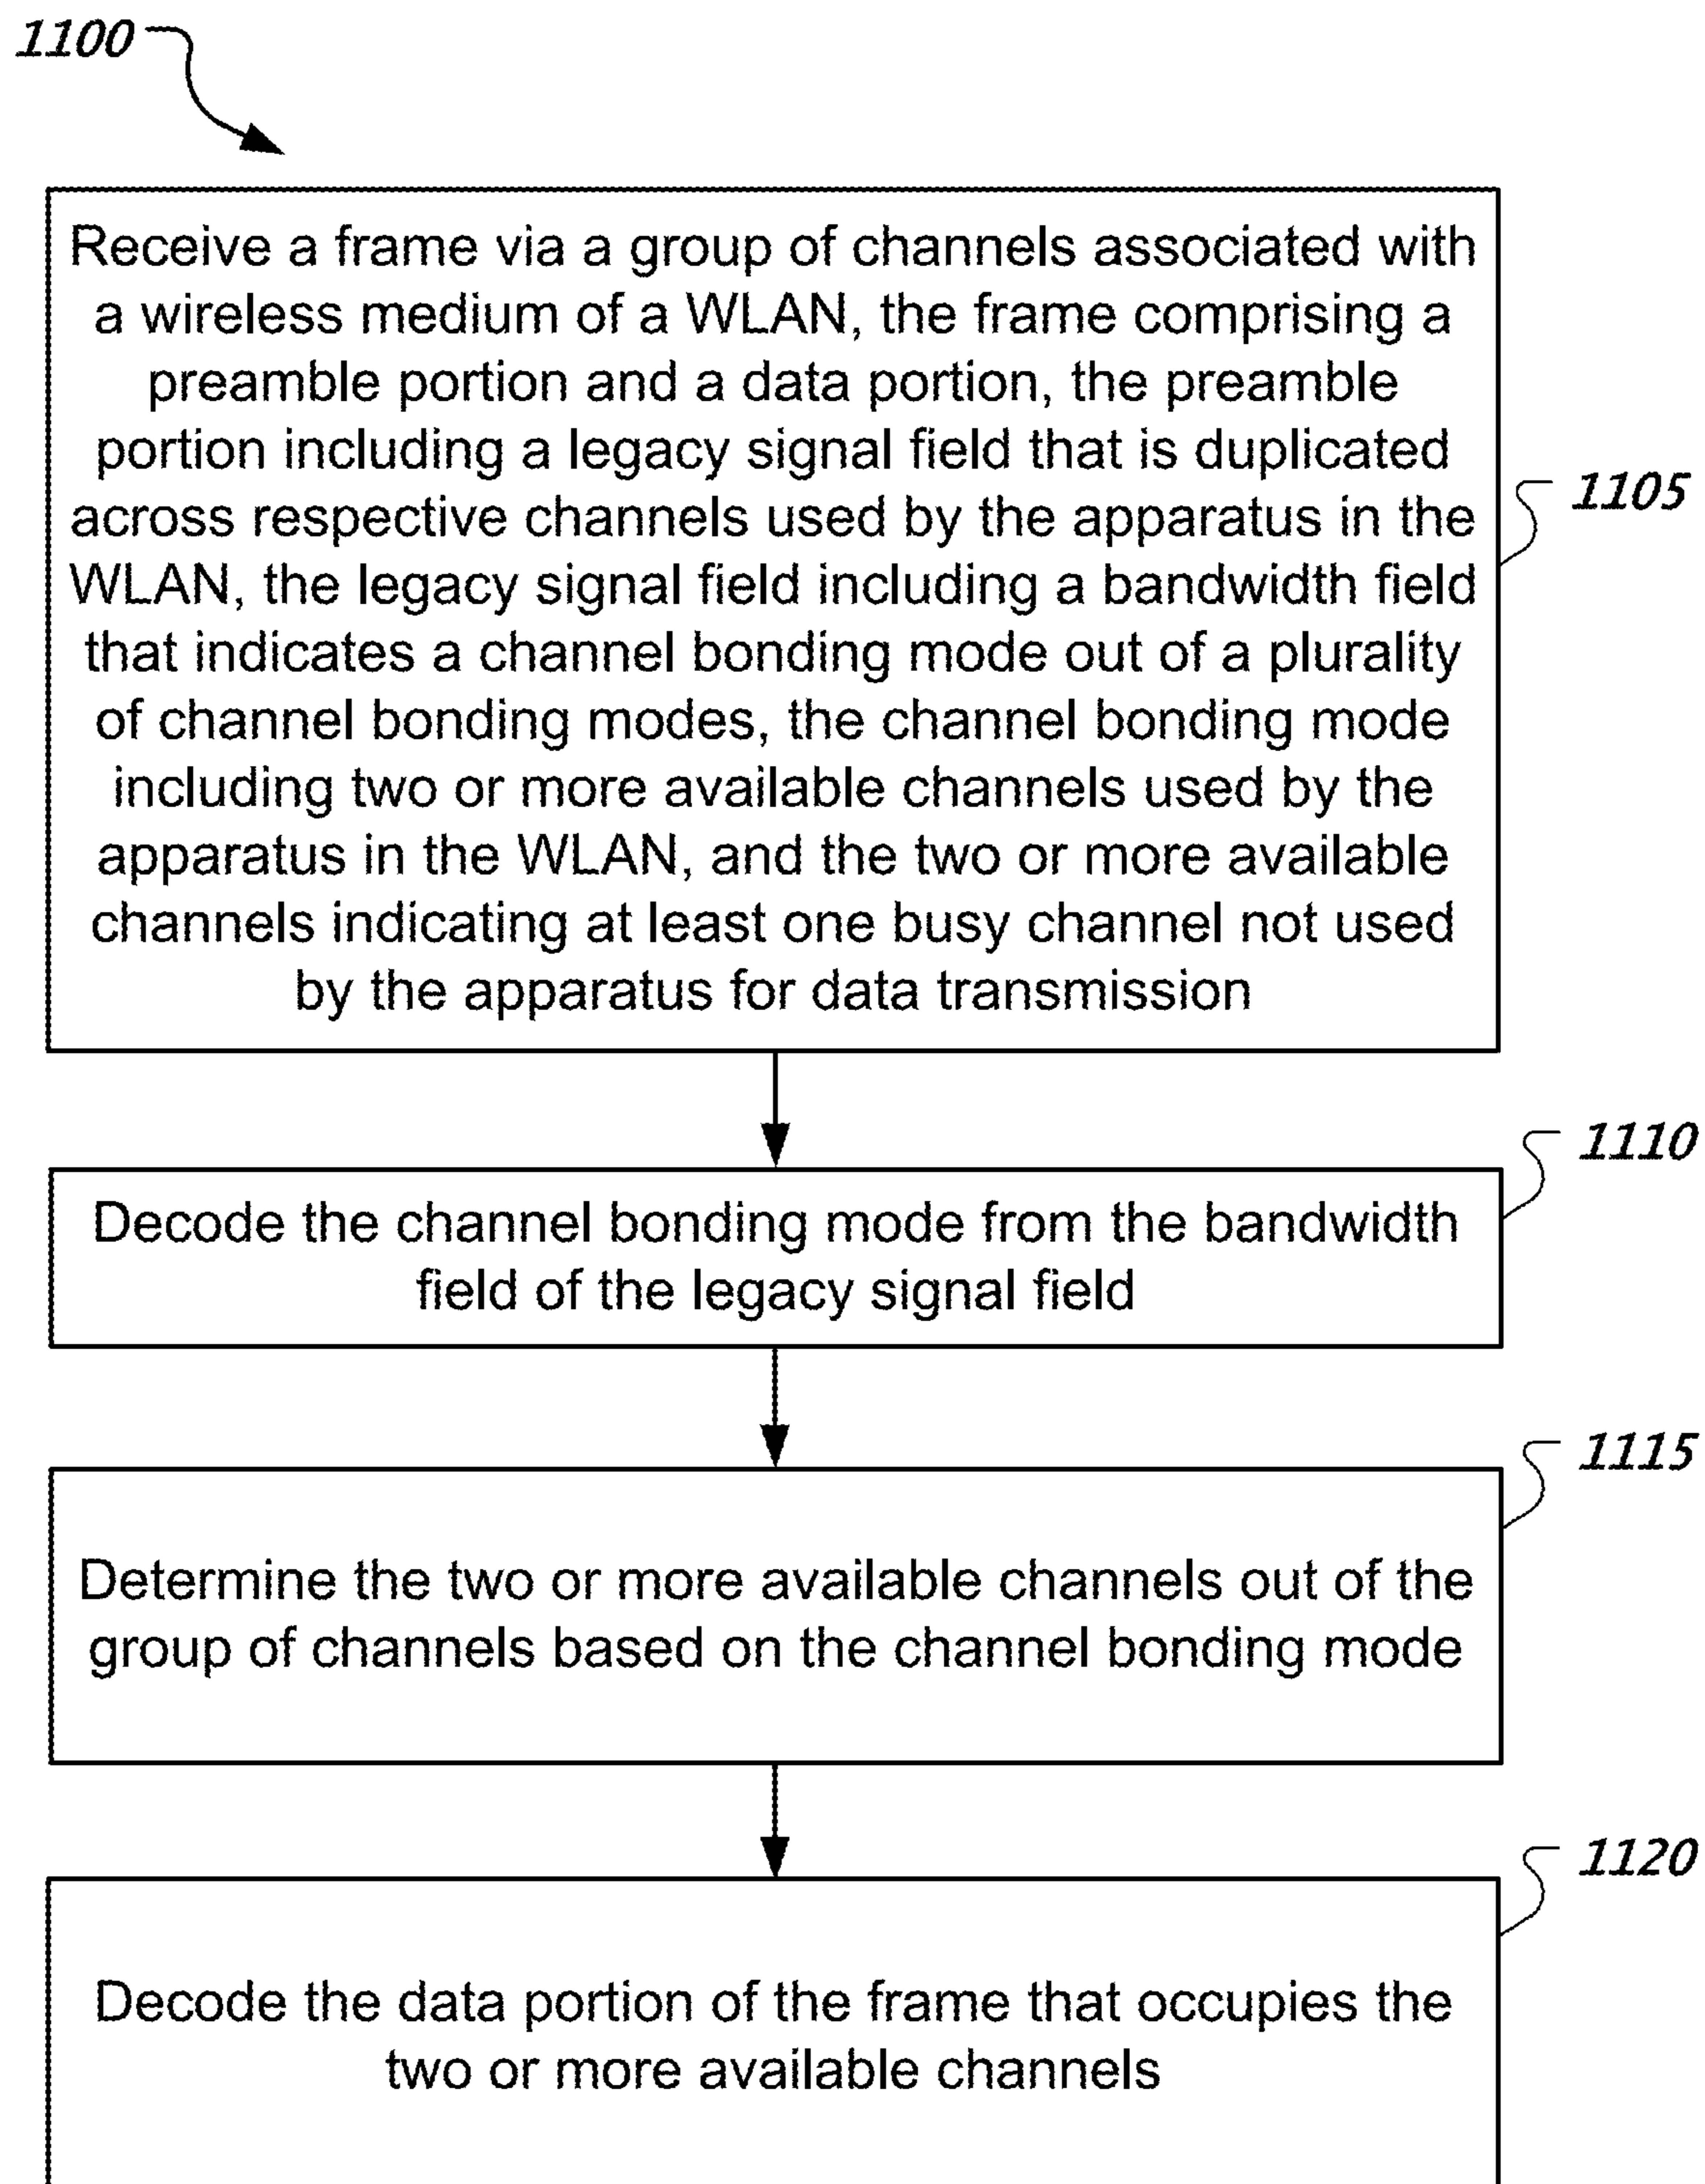 1100
Receive a frame via a group of channels associated with
a wireless medium of a WLAN, the frame comprising a
preamble portion and a data portion, the preamble
portion including a legacy signal field that is duplicated
across respective channels used by the apparatus in the
WLAN, the legacy signal field including a bandwidth field
that indicates a channel bonding mode out of a plurality
of channel bonding modes, the channel bonding mode
including two or more available channels used by the
apparatus in the WLAN, and the two or more available
channels indicating at least one busy channel not used
by the apparatus for data transmission
1105
1110
Decode the channel bonding mode from the bandwidth
field of the legacy signal field
1115
Determine the two or more available channels out of the
group of channels based on the channel bonding mode
1120
Decode the data portion of the frame that occupies the
two or more available channels